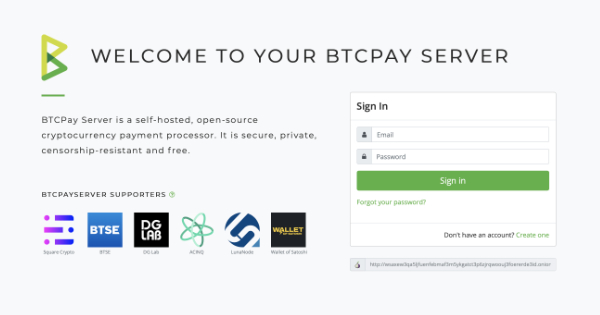 WELCOME TO YOUR BTCPAY SERVER
BTCPay Server is a self-hosted, open-source
cryptocurrency payment processor. It is secure, private,
censorship-resistant and free.
BTCPAYSERVER SUPPORTERS
BTSE
DG
LAB
WALLET
Square Crypto
BTSE
DG Lab
ACINQ
LunaNode
Wallet of Satoshi
Sign In
Email
Password
Sign in
Forgot your password?
Don't have an account? Create one